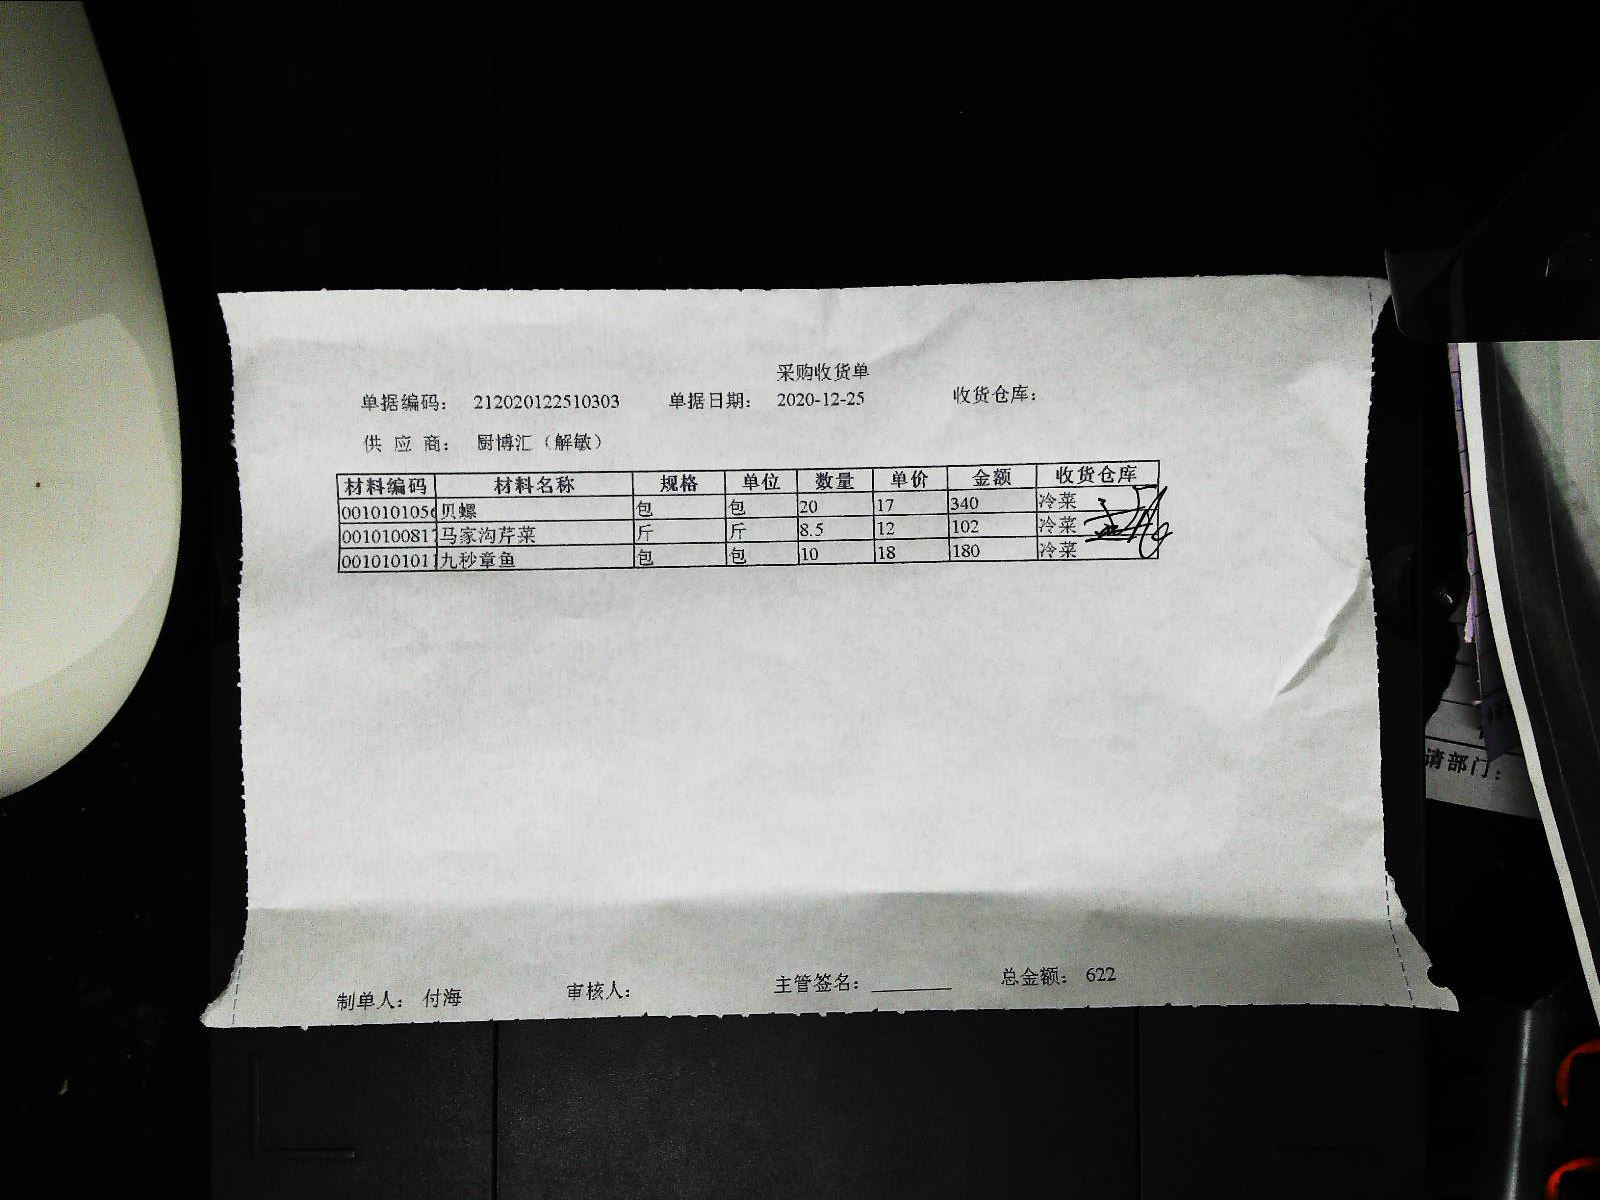 采购收货单
单据编码： 212020122510303 单据日期： 2020-12-25 收货仓库：
供 应 商： 厨博汇（解敏）
材料编码 材料名称 规格 单位 数量 单价 金额 收货仓库
0010101056 贝螺 包 包 20 17 340 冷菜
001010081 马家沟芹菜 斤 斤 8.5 12 102 冷菜
001010101 九秒章鱼 包 包 10 18 180 冷菜
制单人： 付海 审核人： 主管签名： 总金额： 622
请部门：